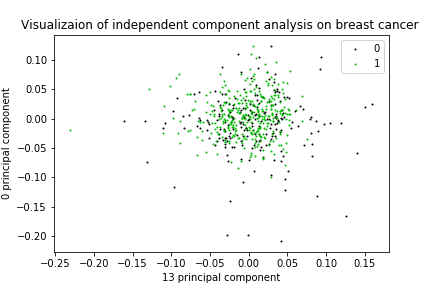 Visualizaion of independent component analysis on breast cancer
0
1
0 principal component
0.10
0.05
0.00
−0.05
−0.10
−0.15
−0.20
−0.25 −0.20 −0.15 −0.10 −0.05 0.00 0.05 0.10 0.15
13 principal component